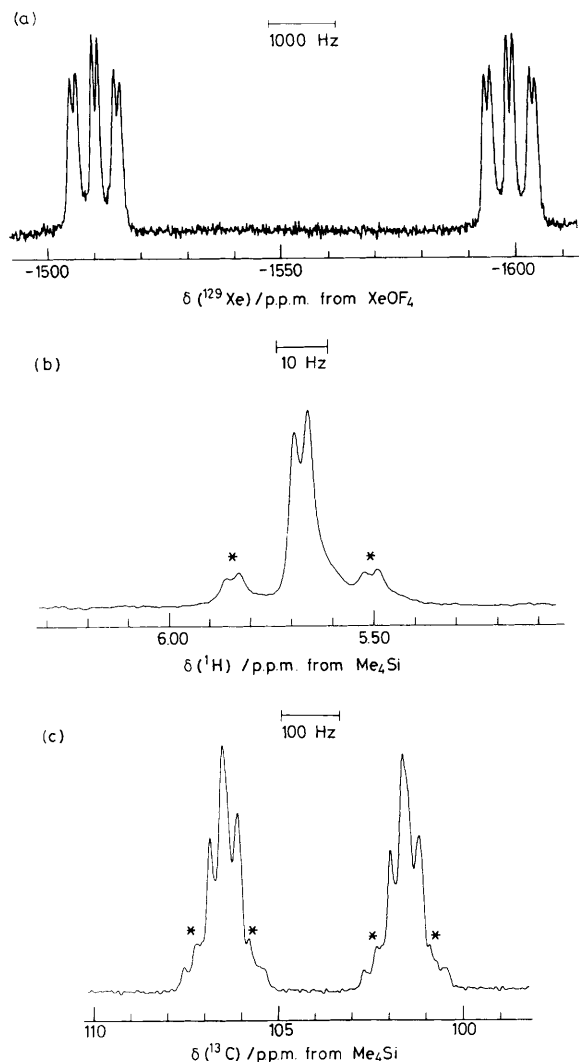 (a)
1000 Hz
-1500 -1550 -1600
δ (¹²⁹Xe) / p.p.m. from XeOF₄
(b)
10 Hz
* *
6.00 5.50
δ (¹H) / p.p.m. from Me₄Si
(c)
100 Hz
* * * *
110 105 100
δ (¹³C) / p.p.m. from Me₄Si